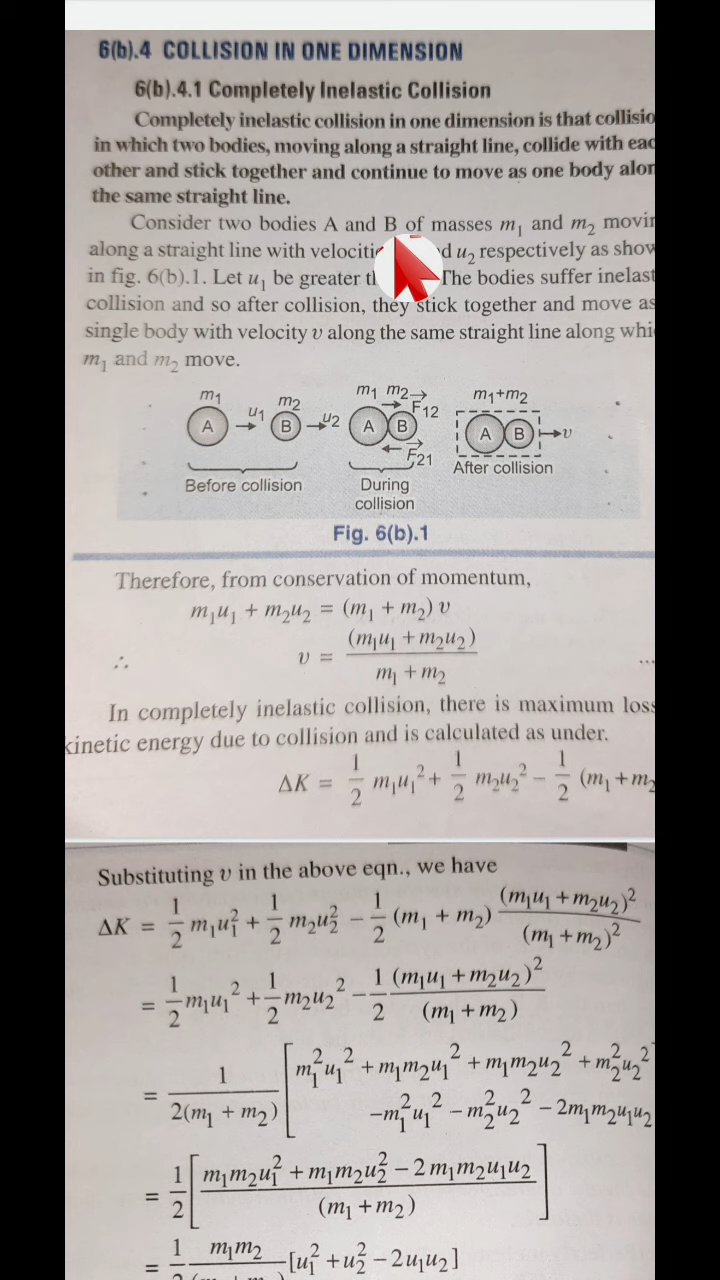 6(b).4 COLLISION IN ONE DIMENSION
6(b).4.1 Completely Inelastic Collision
Completely inelastic collision in one dimension is that collisio
in which two bodies, moving along a straight line, collide with eac
other and stick together and continue to move as one body alon
the same straight line.
Consider two bodies A and B of masses m₁ and m₂ movin
along a straight line with velocitie d u₂ respectively as show
in fig. 6(b).1. Let u₁ be greater th The bodies suffer inelast
collision and so after collision, they stick together and move as
single body with velocity v along the same straight line along whi
m₁ and m₂ move.
m₁ u₁ m₂ u₂ m₁ m₂ F₁₂ m₁+m₂
A B A B A B v
F₂₁
Before collision During collision After collision
Fig. 6(b).1
Therefore, from conservation of momentum,
m₁u₁ + m₂u₂ = (m₁ + m₂) v
∴ v = (m₁u₁ + m₂u₂) / m₁ + m₂ ...
In completely inelastic collision, there is maximum loss
kinetic energy due to collision and is calculated as under.
ΔK = 1/2 m₁u₁² + 1/2 m₂u₂² − 1/2 (m₁ + m₂
Substituting v in the above eqn., we have
ΔK = 1/2 m₁u₁² + 1/2 m₂u₂² − 1/2 (m₁ + m₂) (m₁u₁ + m₂u₂)² / (m₁ + m₂)²
= 1/2 m₁u₁² + 1/2 m₂u₂² − 1/2 (m₁u₁ + m₂u₂)² / (m₁ + m₂)
= 1 / 2(m₁ + m₂) [m₁²u₁² + m₁m₂u₁² + m₁m₂u₂² + m₂²u₂²
−m₁²u₁² − m₂²u₂² − 2m₁m₂u₁u₂
= 1/2 [m₁m₂u₁² + m₁m₂u₂² − 2m₁m₂u₁u₂ / (m₁ + m₂)]
= 1 m₁m₂ [u₁² + u₂² − 2u₁u₂]